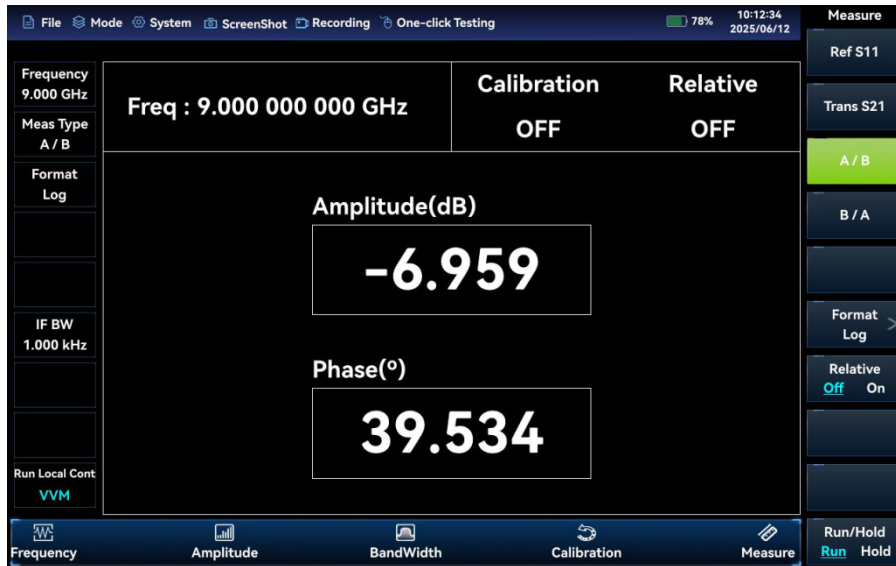 File Mode System ScreenShot Recording One-click Testing 78% 10:12:34
2025/06/12
Frequency
9.000 GHz
Meas Type
A / B
Format
Log
IF BW
1.000 kHz
Run Local Cont
VVM
Freq : 9.000 000 000 GHz
Calibration
OFF
Relative
OFF
Amplitude(dB)
-6.959
Phase(º)
39.534
Measure
Ref S11
Trans S21
A / B
B / A
Format >
Log
Relative
Off On
Run/Hold
Run Hold
Frequency Amplitude BandWidth Calibration Measure